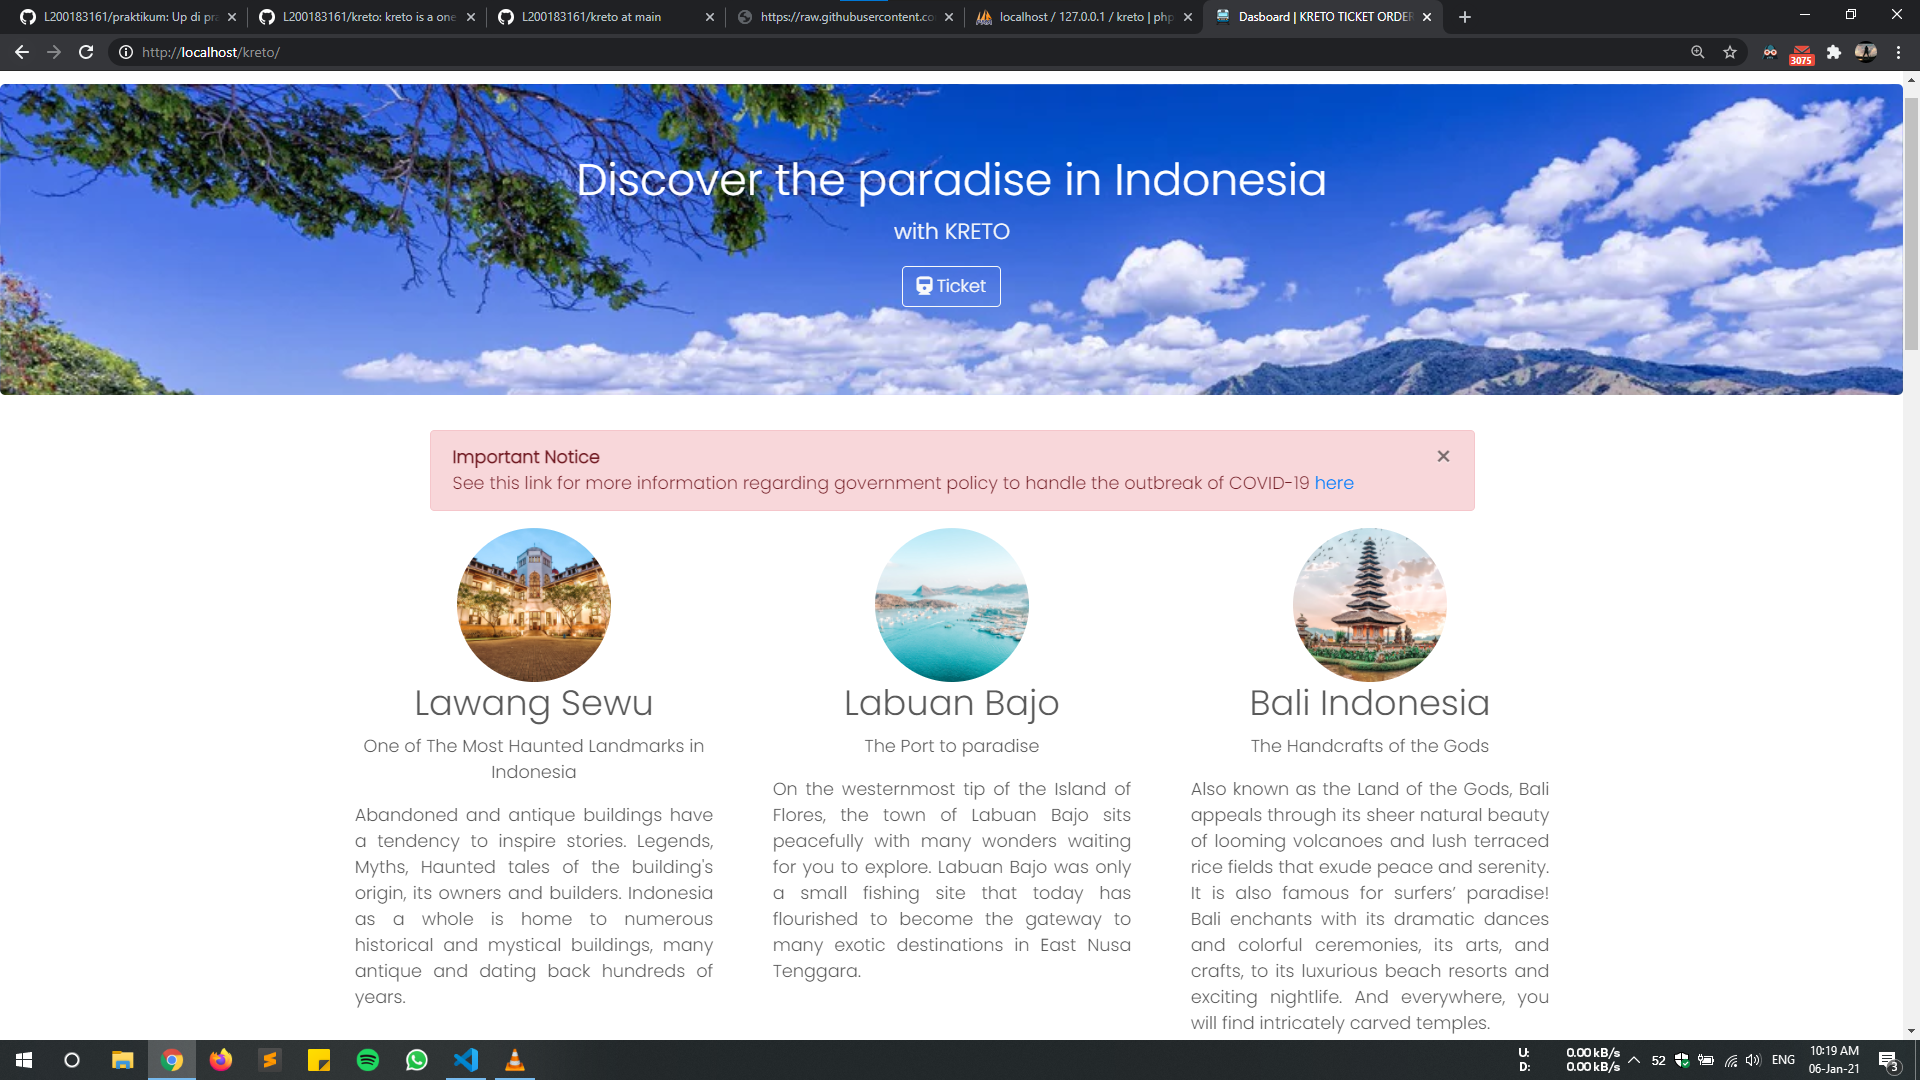 L200183161/praktikum: Up di pra
L200183161/kreto: kreto is a one
L200183161/kreto at main
https://raw.githubusercontent.co
localhost / 127.0.0.1 / kreto | php
Dasboard | KRETO TICKET ORDER
http://localhost/kreto/
3075
Discover the paradise in Indonesia
with KRETO
Ticket
Important Notice
See this link for more information regarding government policy to handle the outbreak of COVID-19 here
Lawang Sewu
One of The Most Haunted Landmarks in
Indonesia
Abandoned and antique buildings have
a tendency to inspire stories. Legends,
Myths, Haunted tales of the building's
origin, its owners and builders. Indonesia
as a whole is home to numerous
historical and mystical buildings, many
antique and dating back hundreds of
years.
Labuan Bajo
The Port to paradise
On the westernmost tip of the Island of
Flores, the town of Labuan Bajo sits
peacefully with many wonders waiting
for you to explore. Labuan Bajo was only
a small fishing site that today has
flourished to become the gateway to
many exotic destinations in East Nusa
Tenggara.
Bali Indonesia
The Handcrafts of the Gods
Also known as the Land of the Gods, Bali
appeals through its sheer natural beauty
of looming volcanoes and lush terraced
rice fields that exude peace and serenity.
It is also famous for surfers’ paradise!
Bali enchants with its dramatic dances
and colorful ceremonies, its arts, and
crafts, to its luxurious beach resorts and
exciting nightlife. And everywhere, you
will find intricately carved temples.
U: 0.00 kB/s
D: 0.00 kB/s
52
ENG
10:19 AM
06-Jan-21
3